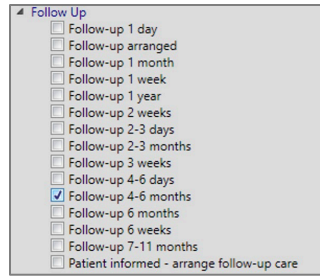 Follow Up
Follow-up 1 day
Follow-up arranged
Follow-up 1 month
Follow-up 1 week
Follow-up 1 year
Follow-up 2 weeks
Follow-up 2-3 days
Follow-up 2-3 months
Follow-up 3 weeks
Follow-up 4-6 days
Follow-up 4-6 months
Follow-up 6 months
Follow-up 6 weeks
Follow-up 7-11 months
Patient informed - arrange follow-up care